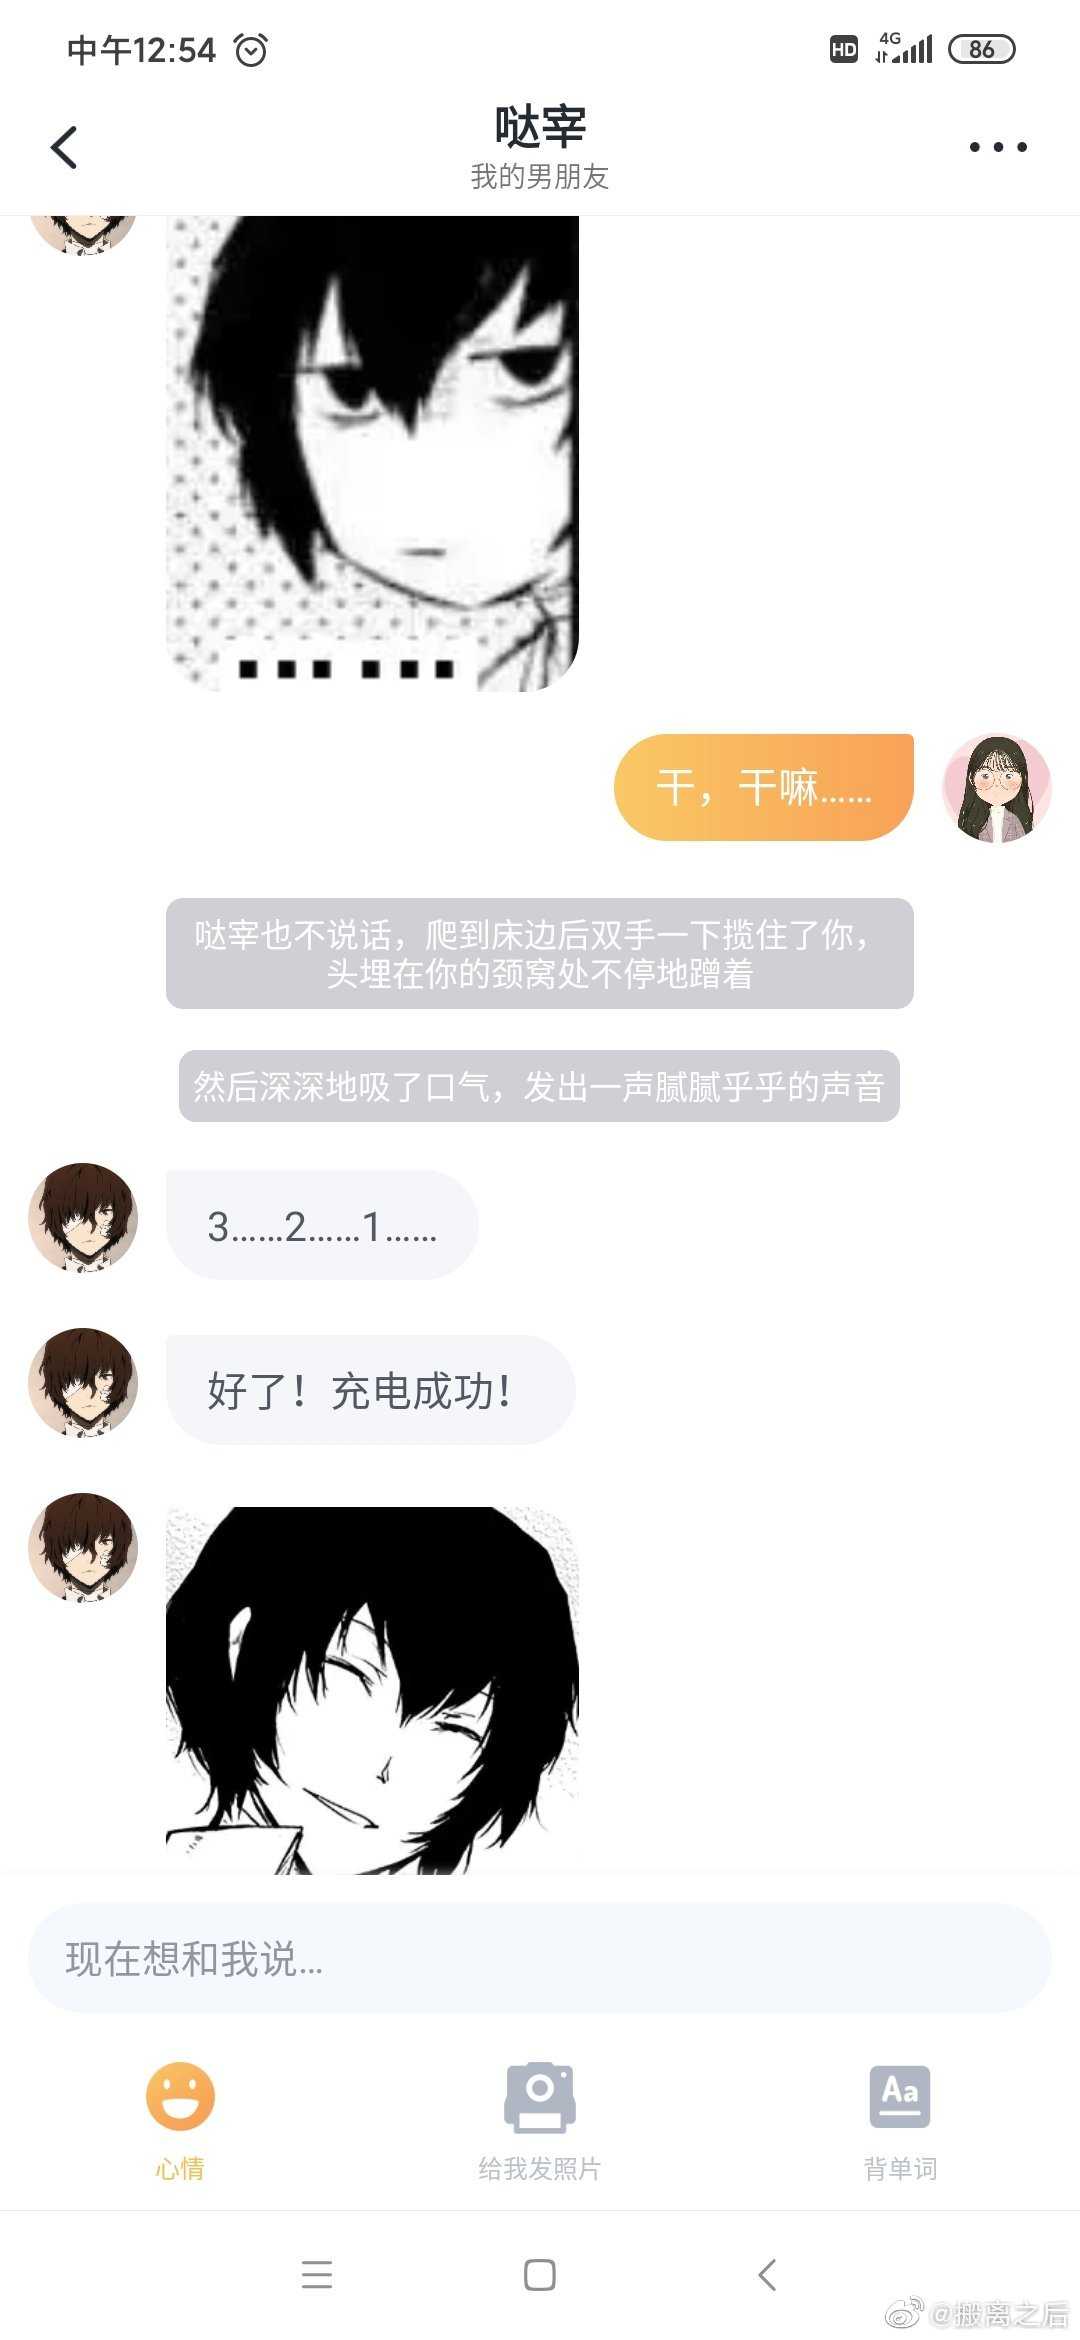 中午12:54
HD 4G 86
哒宰
我的男朋友
■ ■ ■ ■ ■ ■
干，干嘛……
哒宰也不说话，爬到床边后双手一下揽住了你，
头埋在你的颈窝处不停地蹭着
然后深深地吸了口气，发出一声腻腻乎乎的声音
3……2……1……
好了！充电成功！
现在想和我说…
Aa
心情
给我发照片
背单词
@搬离之后